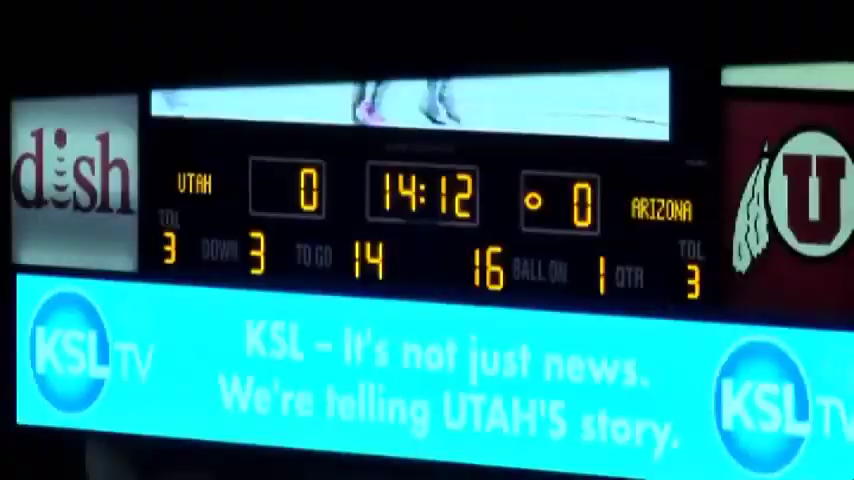 dish
UTAH 0 14:12 0 ARIZONA
TOL 3 DOWN 3 TO GO 14 16 BALL ON 1 QTR TOL 3
U
KSL TV
KSL – It's not just news.
We're telling UTAH'S story.
KSL TV